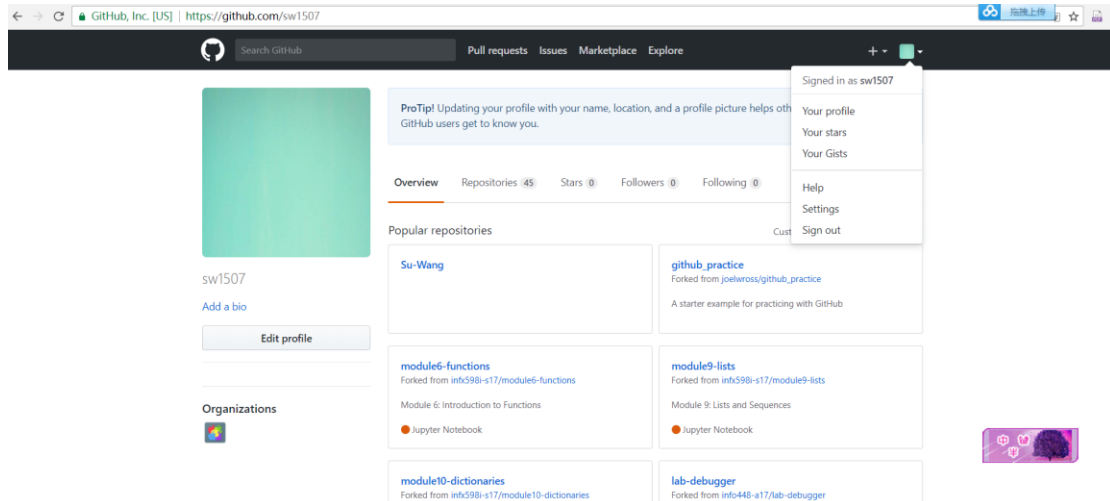 GitHub, Inc. [US] | https://github.com/sw1507
拖拽上传
Search GitHub
Pull requests Issues Marketplace Explore
Signed in as sw1507
Your profile
Your stars
Your Gists
Help
Settings
Sign out
ProTip! Updating your profile with your name, location, and a profile picture helps oth
GitHub users get to know you.
Overview Repositories 45 Stars 0 Followers 0 Following 0
Popular repositories
Cust
sw1507
Add a bio
Edit profile
Organizations
Su-Wang
github_practice
Forked from joelwross/github_practice
A starter example for practicing with GitHub
module6-functions
Forked from infx598i-s17/module6-functions
Module 6: Introduction to Functions
Jupyter Notebook
module9-lists
Forked from infx598i-s17/module9-lists
Module 9: Lists and Sequences
Jupyter Notebook
module10-dictionaries
Forked from infx598i-s17/module10-dictionaries
lab-debugger
Forked from info448-a17/lab-debugger
中